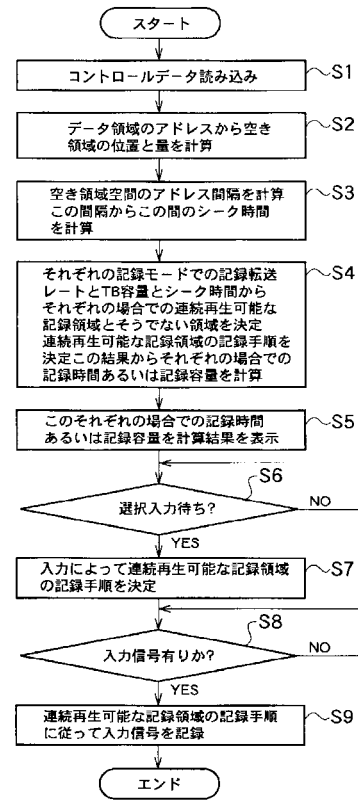 スタート
コントロールデータ読み込み
S1
データ領域のアドレスから空き
領域の位置と量を計算
S2
空き領域空間のアドレス間隔を計算
この間隔からこの間のシーク時間
を計算
S3
それぞれの記録モードでの記録転送
レートとTB容量とシーク時間から
それぞれの場合での連続再生可能な
記録領域とそうでない領域を決定
連続再生可能な記録領域の記録手順を
決定この結果からそれぞれの場合での
記録時間あるいは記録容量を計算
S4
このそれぞれの場合での記録時間
あるいは記録容量を計算結果を表示
S5
S6
選択入力待ち?
NO
YES
入力によって連続再生可能な記録領域
の記録手順を決定
S7
S8
入力信号有りか?
NO
YES
連続再生可能な記録領域の記録手順
に従って入力信号を記録
S9
エンド